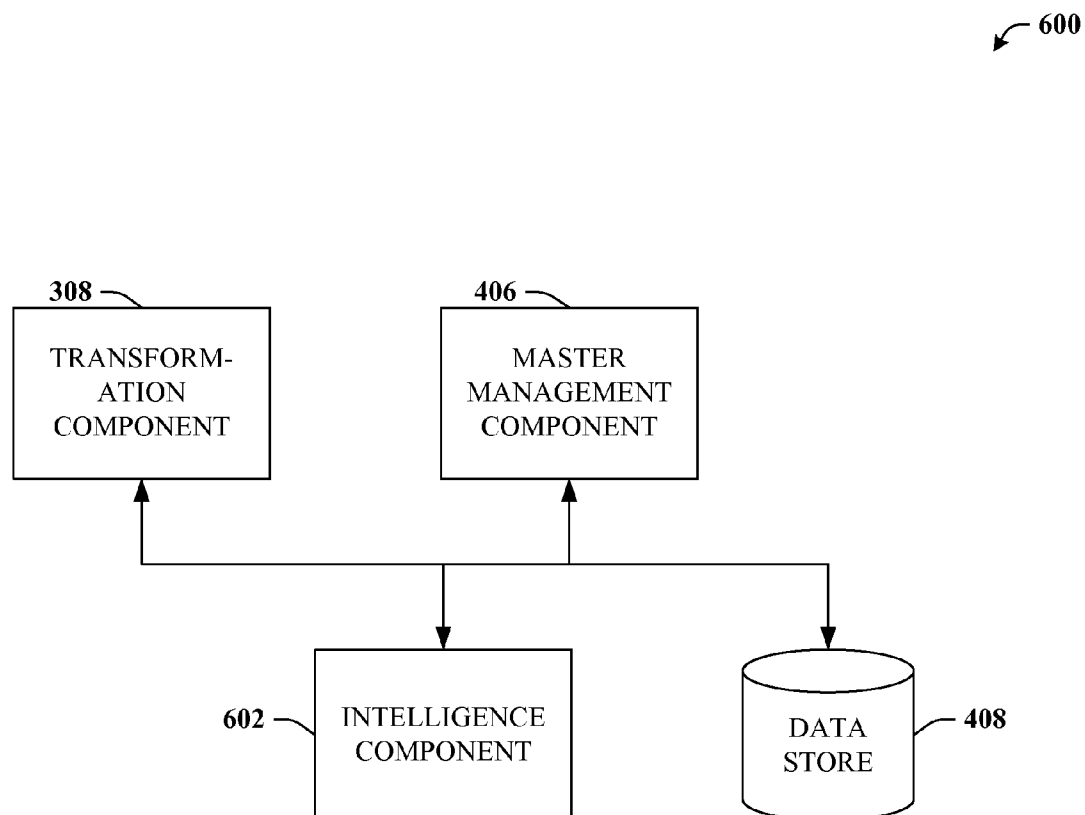 600
308
406
TRANSFORM-
ATION
COMPONENT
MASTER
MANAGEMENT
COMPONENT
602
INTELLIGENCE
COMPONENT
DATA
STORE
408